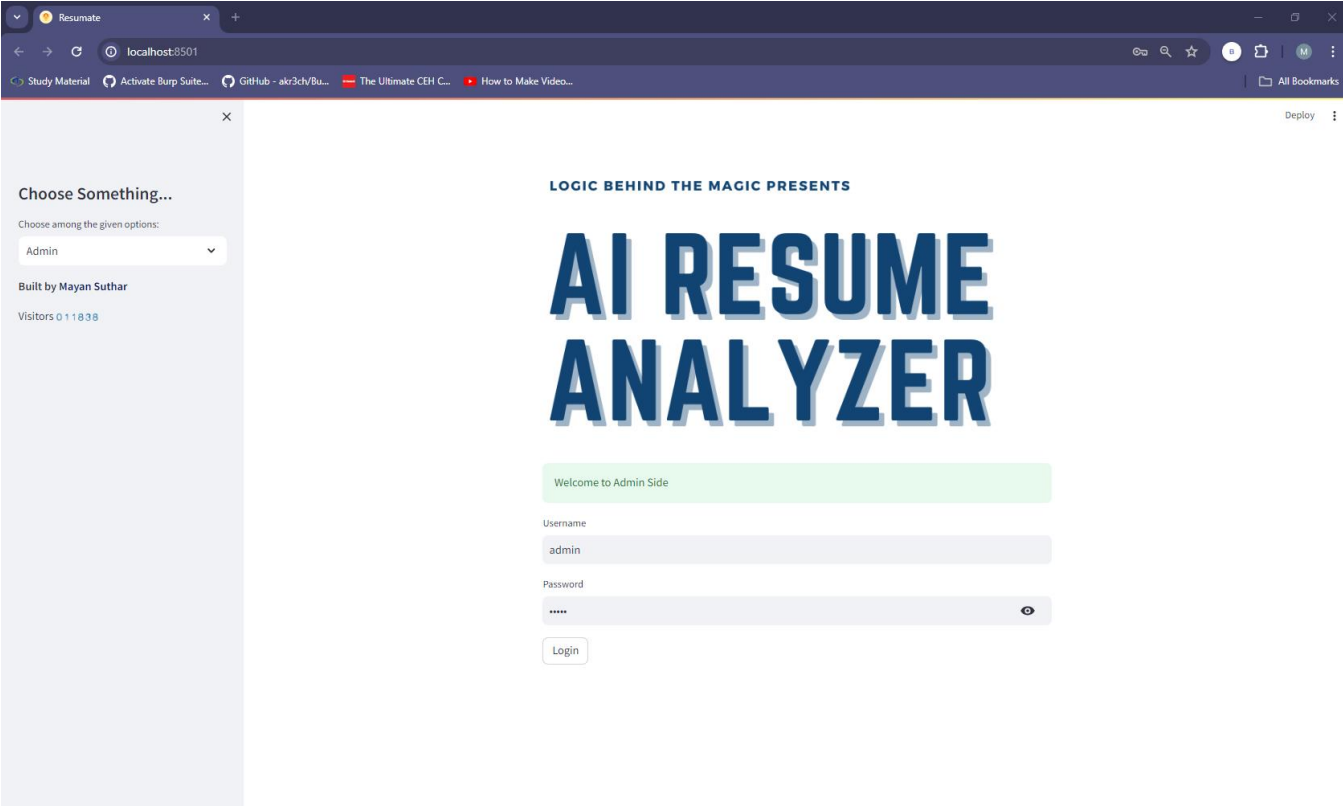 Resumate
localhost:8501
B
M
Study Material
Activate Burp Suite...
GitHub - akr3ch/Bu...
The Ultimate CEH C...
How to Make Video...
All Bookmarks
Deploy
Choose Something...
Choose among the given options:
Admin
Built by Mayan Suthar
Visitors 011838
LOGIC BEHIND THE MAGIC PRESENTS
AI RESUME
ANALYZER
Welcome to Admin Side
Username
admin
Password
•••••
Login